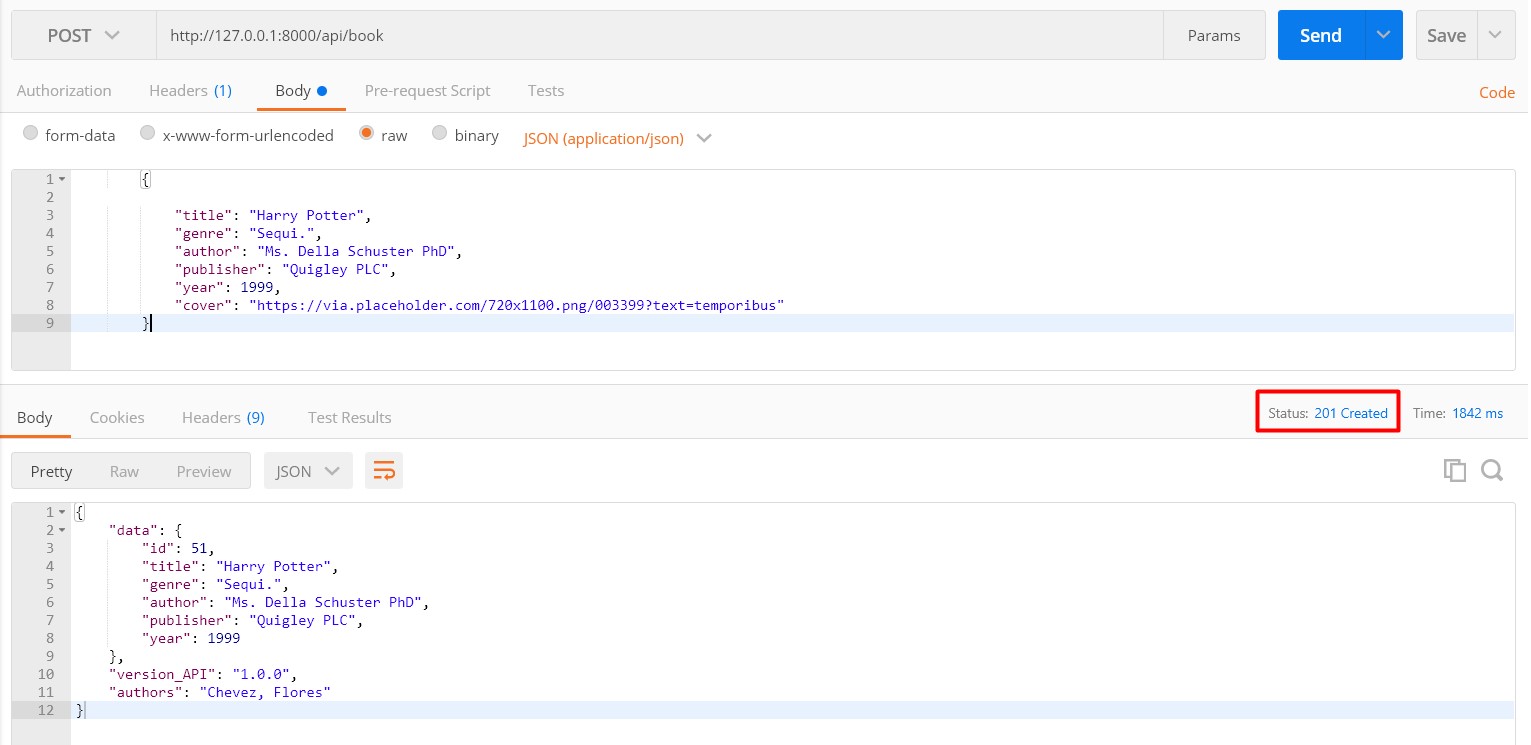 POST http://127.0.0.1:8000/api/book Params Send Save
Authorization Headers (1) Body Pre-request Script Tests Code
form-data x-www-form-urlencoded raw binary JSON (application/json)
1 {
2
3 "title": "Harry Potter",
4 "genre": "Sequi.",
5 "author": "Ms. Della Schuster PhD",
6 "publisher": "Quigley PLC",
7 "year": 1999,
8 "cover": "https://via.placeholder.com/720x1100.png/003399?text=temporibus"
9 }
Body Cookies Headers (9) Test Results Status: 201 Created Time: 1842 ms
Pretty Raw Preview JSON
1 {
2 "data": {
3 "id": 51,
4 "title": "Harry Potter",
5 "genre": "Sequi.",
6 "author": "Ms. Della Schuster PhD",
7 "publisher": "Quigley PLC",
8 "year": 1999
9 },
10 "version_API": "1.0.0",
11 "authors": "Chevez, Flores"
12 }